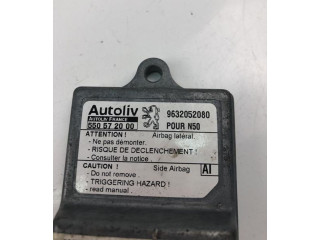 Autoliv
AUTOLIV FRANCE
550 57 20 00
9632052080
POUR N50
ATTENTION ! Airbag latéral.
- Ne pas démonter.
- RISQUE DE DECLENCHEMENT !
- Consulter la notice .
CAUTION ! Side Airbag
- Do not remove .
- TRIGGERING HAZARD !
- read manual .
AI